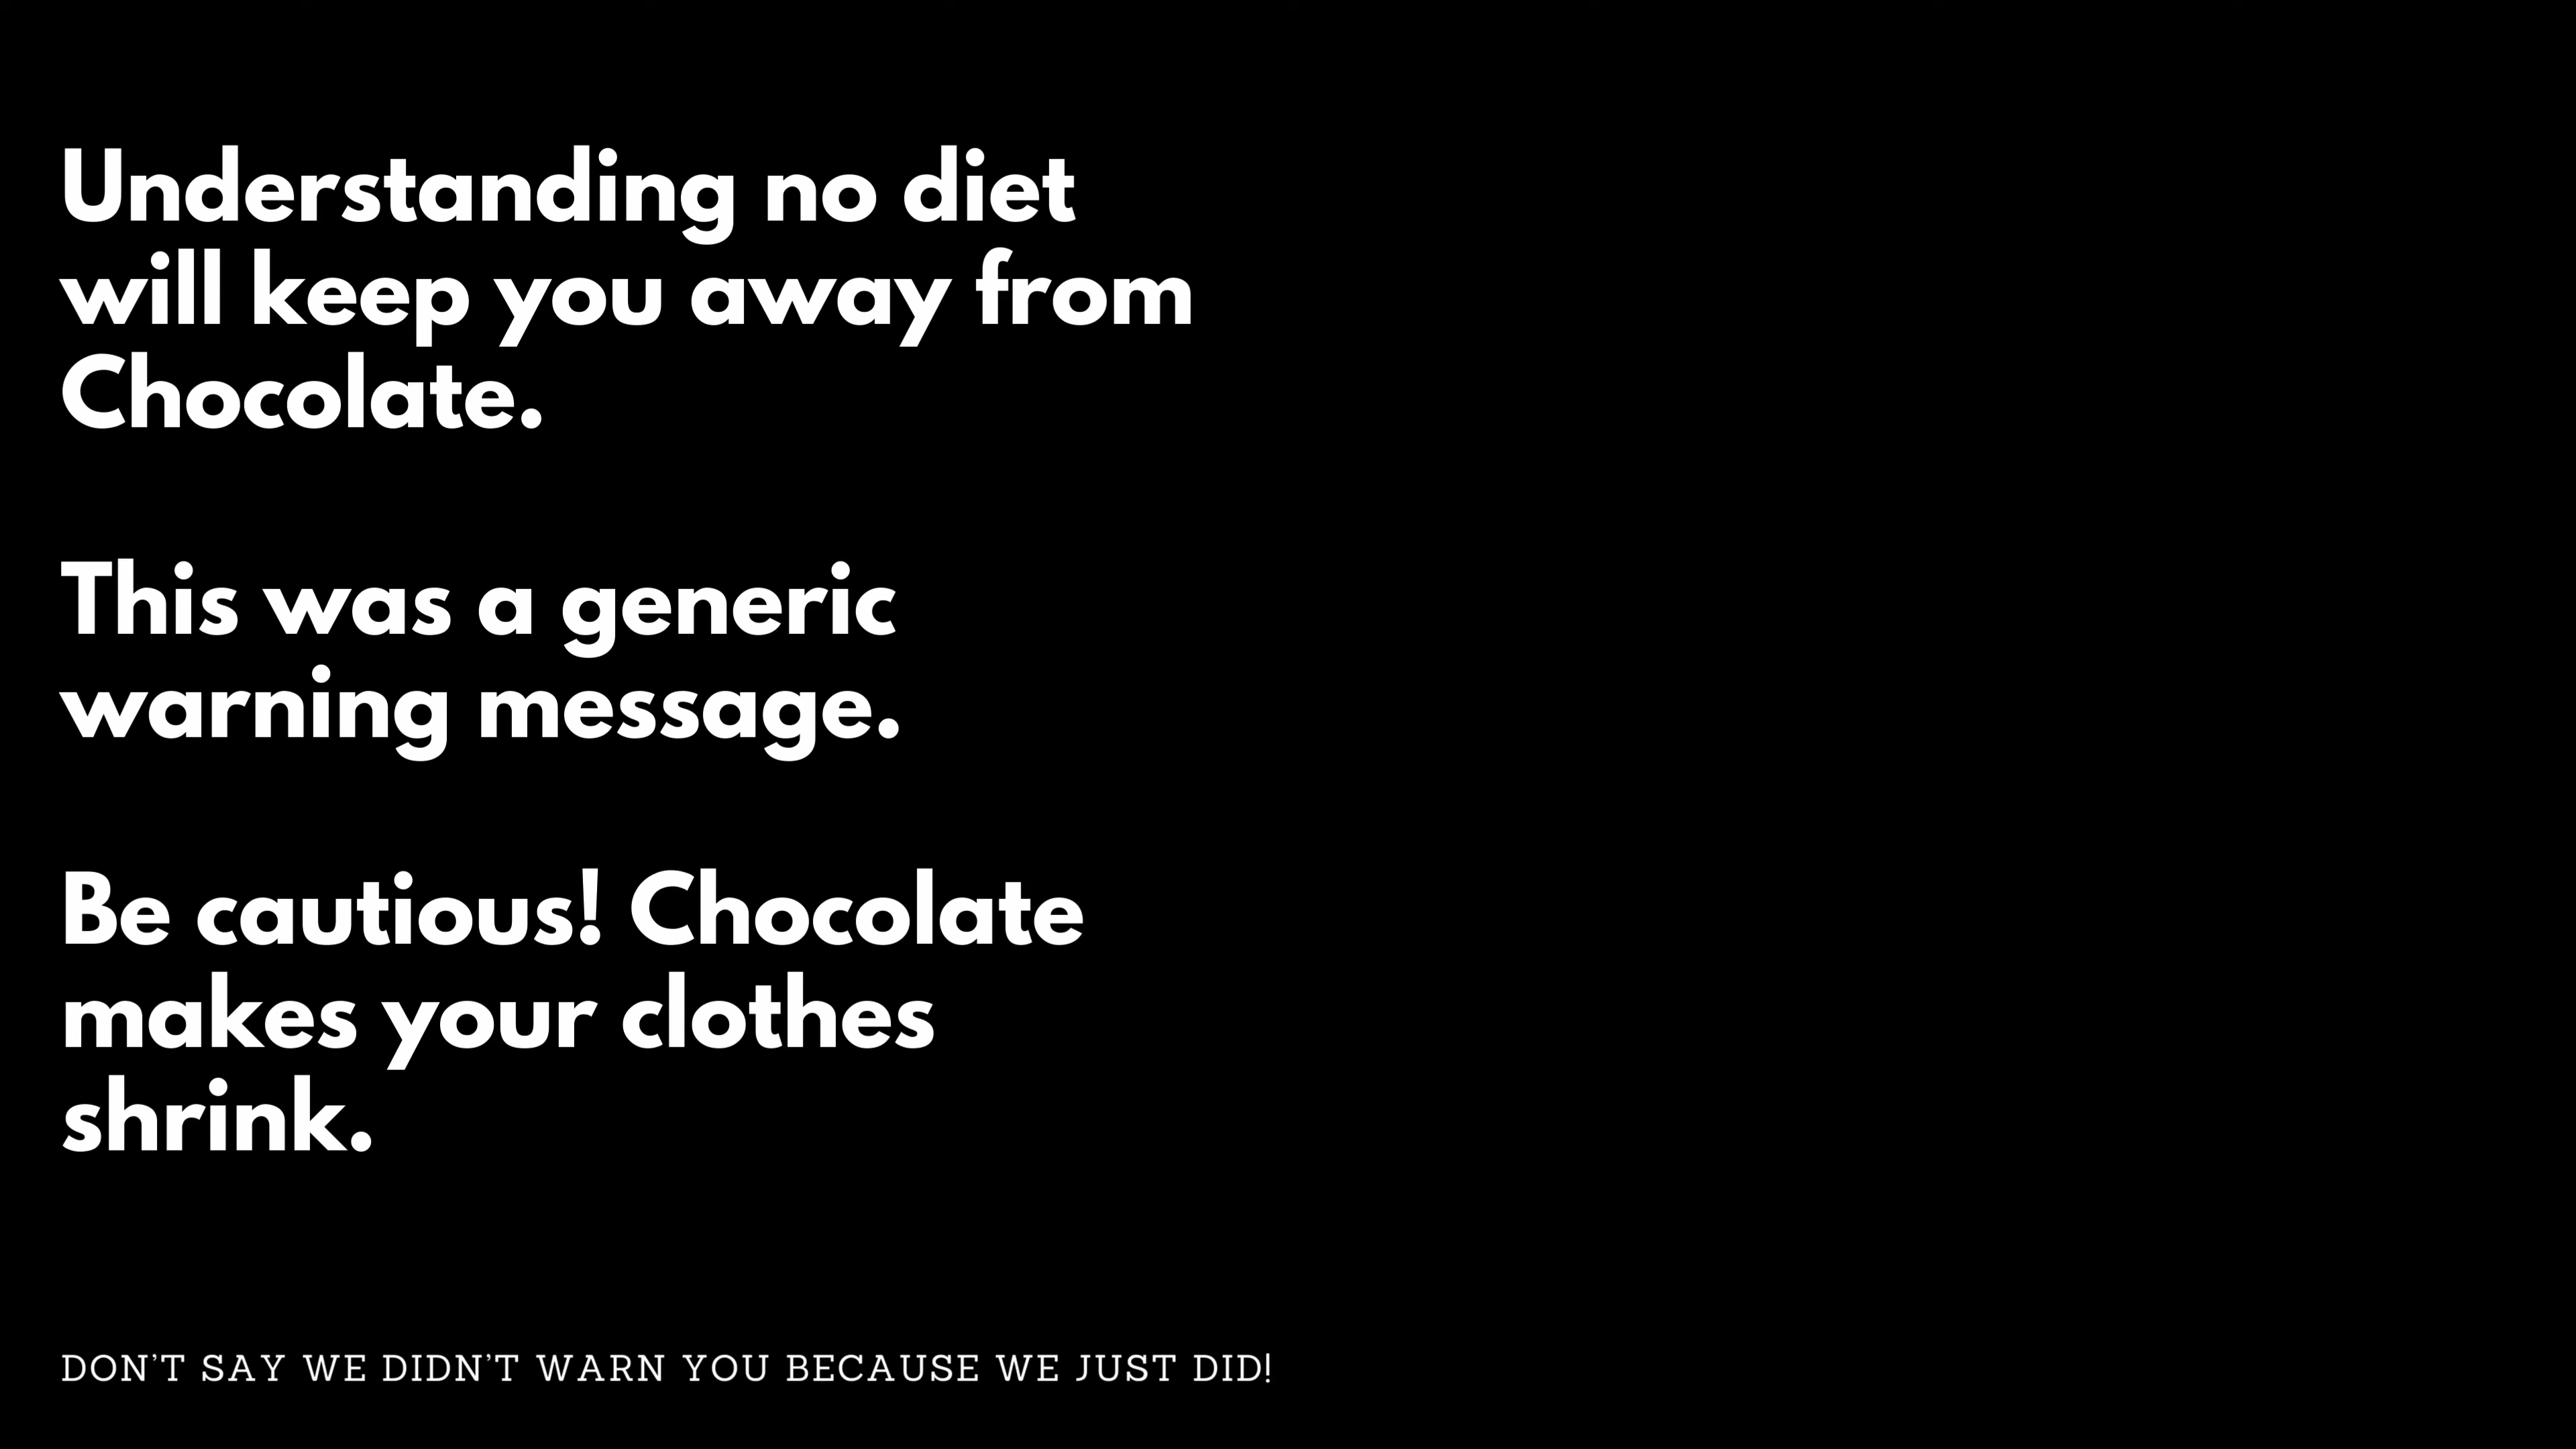 Understanding no diet
will keep you away from
Chocolate.
This was a generic
warning message.
Be cautious! Chocolate
makes your clothes
shrink.
DON’T SAY WE DIDN’T WARN YOU BECAUSE WE JUST DID!